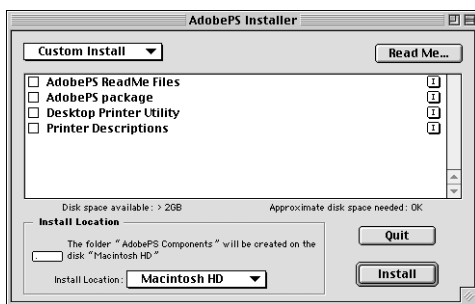 AdobePS Installer
Custom Install
Read Me...
AdobePS ReadMe Files
AdobePS package
Desktop Printer Utility
Printer Descriptions
Disk space available: > 2GB
Approximate disk space needed: 0K
Install Location
The folder "AdobePS Components" will be created on the
disk "Macintosh HD"
Install Location: Macintosh HD
Quit
Install